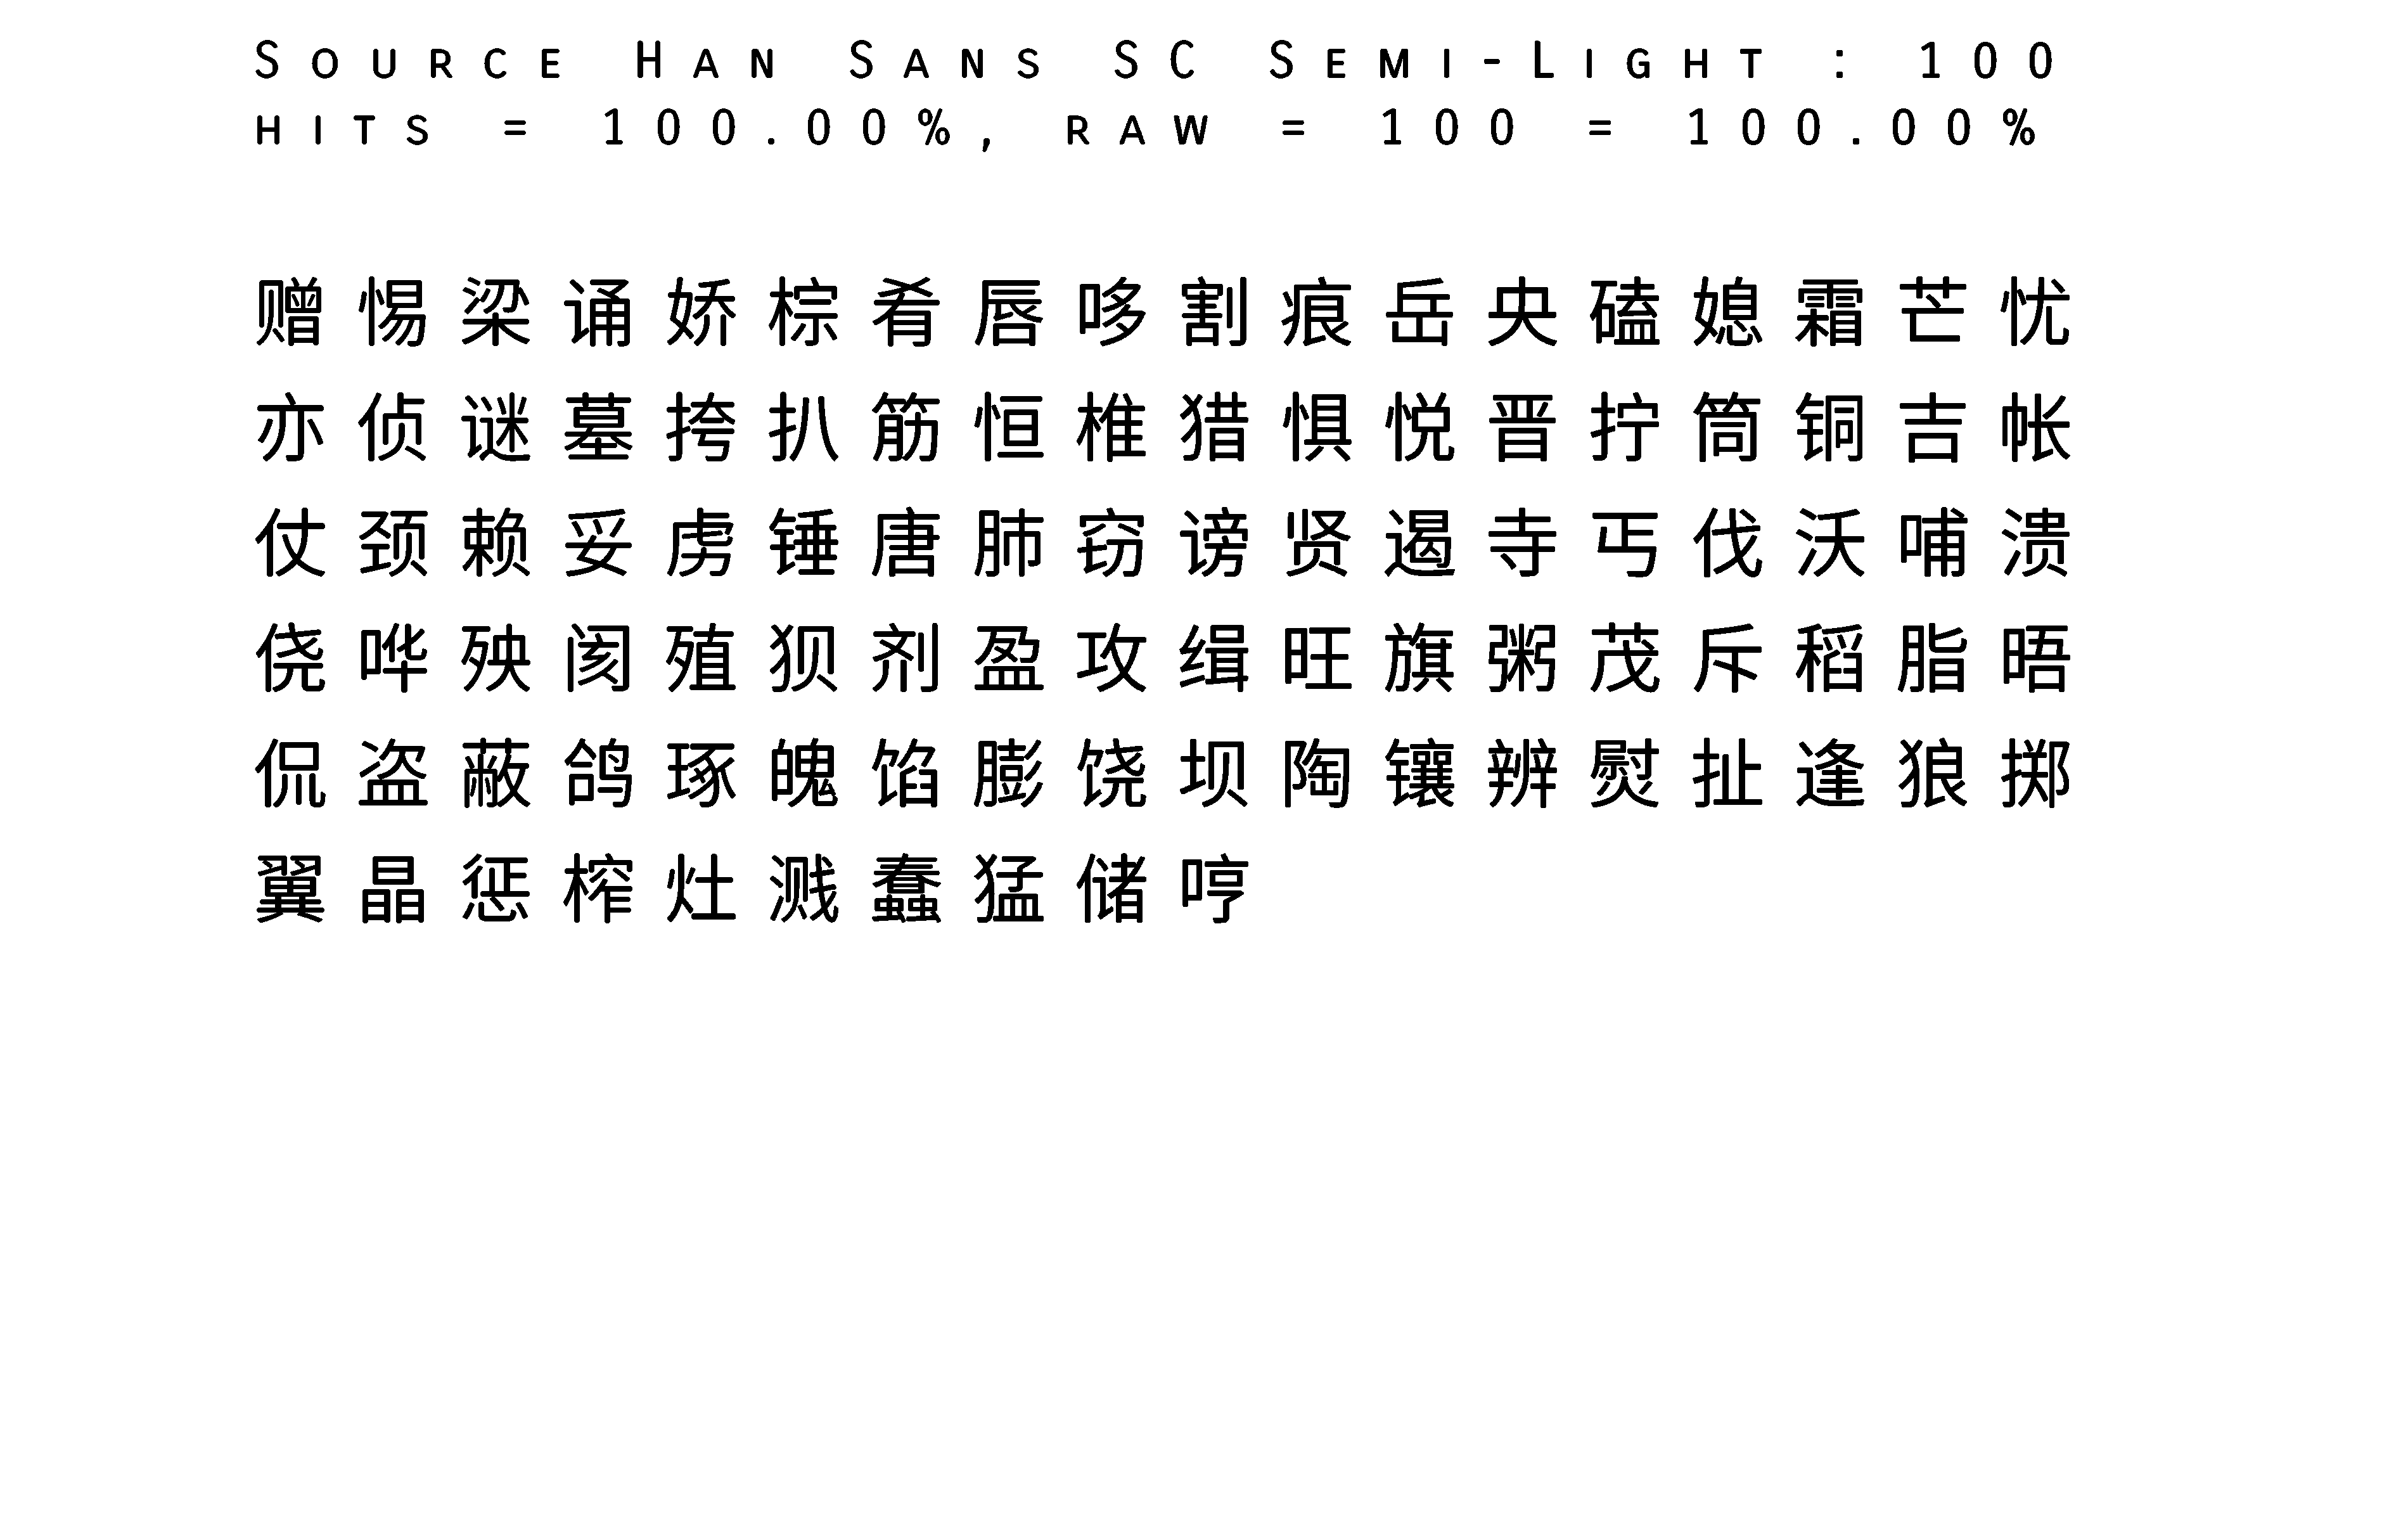 Source Han Sans SC Semi-Light : 100
hits = 100.00%, raw = 100 = 100.00%
赠惕梁诵娇棕肴唇哆割痕岳央磕媳霜芒忧
亦侦谜墓挎扒筋恒椎猎惧悦晋拧筒铜吉帐
仗颈赖妥虏锤唐肺窃谤贤遏寺丐伐沃哺溃
侥哗殃阂殖狈剂盈攻缉旺旗粥茂斥稻脂晤
侃盗蔽鸽琢魄馅膨饶坝陶镶辨熨扯逢狼掷
翼晶惩榨灶溅蠢猛储哼